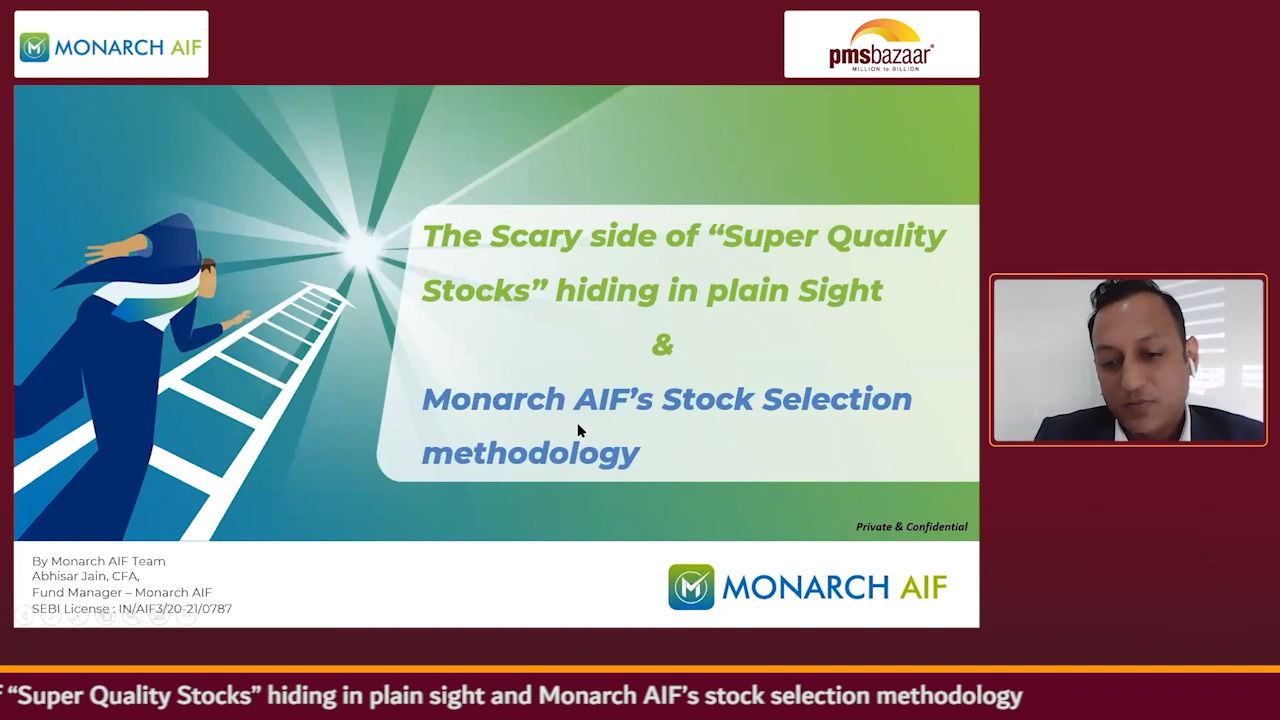 MONARCH AIF
pmsbazaar
MILLION to BILLION
The Scary side of “Super Quality
Stocks” hiding in plain Sight
&
Monarch AIF’s Stock Selection
methodology
Private & Confidential
By Monarch AIF Team
Abhisar Jain, CFA,
Fund Manager – Monarch AIF
SEBI License : IN/AIF3/20-21/0787
MONARCH AIF
“Super Quality Stocks” hiding in plain sight and Monarch AIF’s stock selection methodology